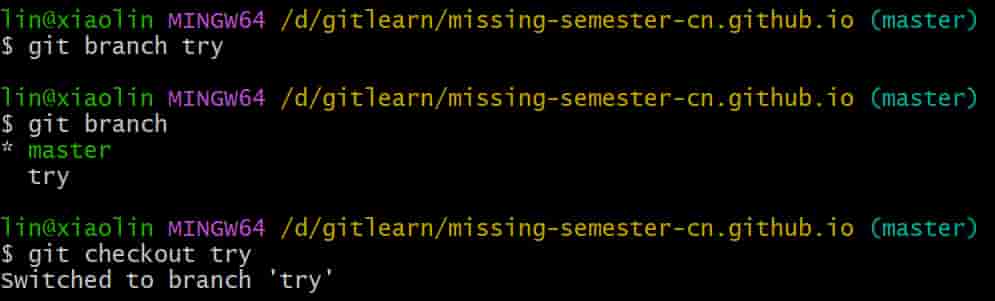 lin@xiaolin MINGW64 /d/gitlearn/missing-semester-cn.github.io (master)
$ git branch try
lin@xiaolin MINGW64 /d/gitlearn/missing-semester-cn.github.io (master)
$ git branch
* master
  try
lin@xiaolin MINGW64 /d/gitlearn/missing-semester-cn.github.io (master)
$ git checkout try
Switched to branch 'try'